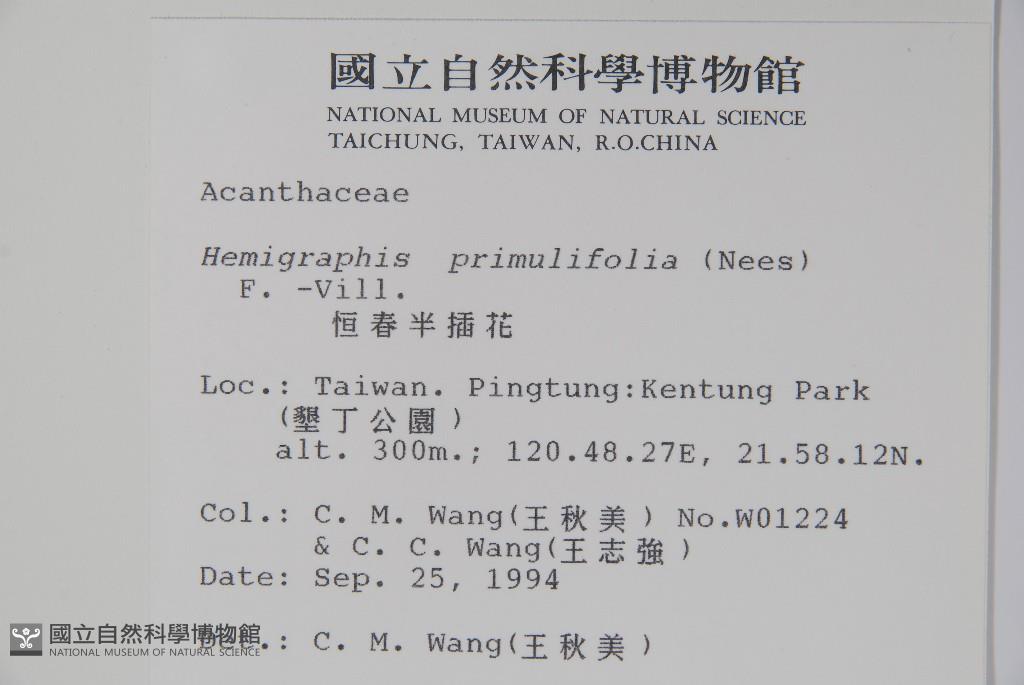 國立自然科學博物館
NATIONAL MUSEUM OF NATURAL SCIENCE
TAICHUNG, TAIWAN, R.O.CHINA
Acanthaceae
Hemigraphis primulifolia (Nees)
F. -Vill.
恒春半插花
Loc.: Taiwan. Pingtung:Kentung Park
(墾丁公園)
alt. 300m.; 120.48.27E, 21.58.12N.
Col.: C. M. Wang(王秋美) No.W01224
& C. C. Wang(王志強)
Date: Sep. 25, 1994
Det.: C. M. Wang(王秋美)
國立自然科學博物館
NATIONAL MUSEUM OF NATURAL SCIENCE